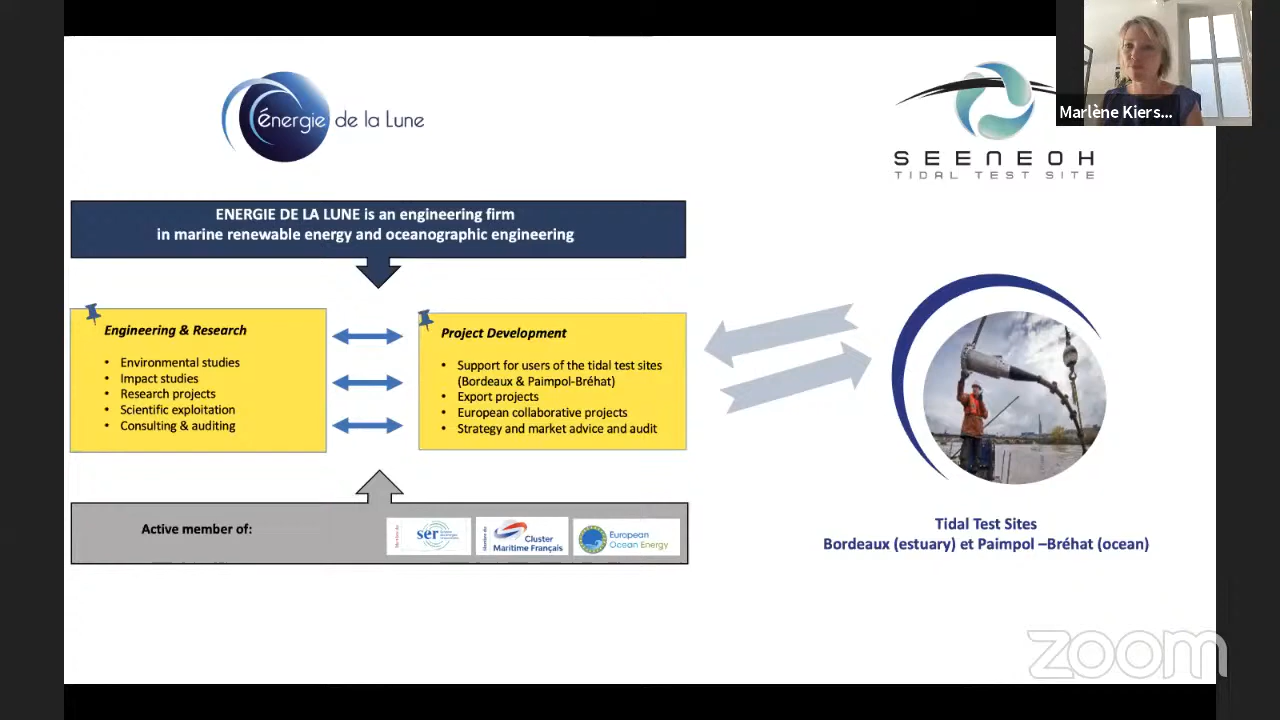 énergie de la Lune
SEENEOH
TIDAL TEST SITE
Marlène Kiers...
ENERGIE DE LA LUNE is an engineering firm
in marine renewable energy and oceanographic engineering
Engineering & Research
• Environmental studies
• Impact studies
• Research projects
• Scientific exploitation
• Consulting & auditing
Project Development
• Support for users of the tidal test sites
(Bordeaux & Paimpol-Bréhat)
• Export projects
• European collaborative projects
• Strategy and market advice and audit
Active member of:
ser
Cluster
Maritime Français
European
Ocean Energy
Tidal Test Sites
Bordeaux (estuary) et Paimpol –Bréhat (ocean)
zoom